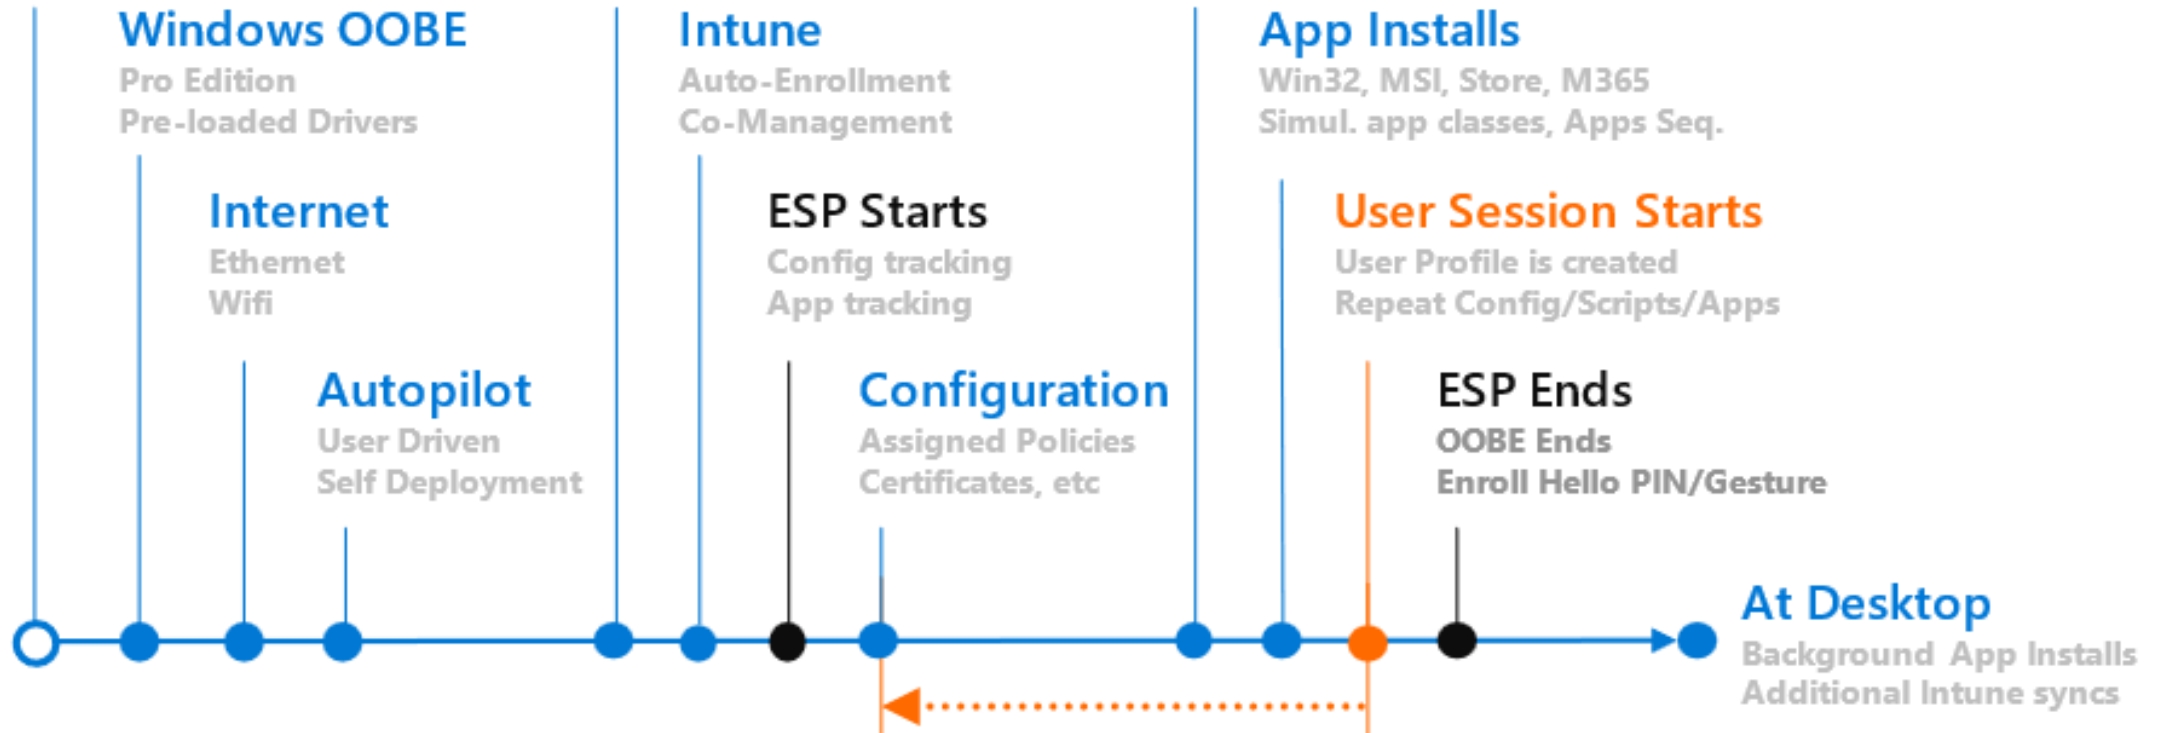 Windows OOBE
Pro Edition
Pre-loaded Drivers
Internet
Ethernet
Wifi
Autopilot
User Driven
Self Deployment
Intune
Auto-Enrollment
Co-Management
ESP Starts
Config tracking
App tracking
Configuration
Assigned Policies
Certificates, etc
App Installs
Win32, MSI, Store, M365
Simul. app classes, Apps Seq.
User Session Starts
User Profile is created
Repeat Config/Scripts/Apps
ESP Ends
OOBE Ends
Enroll Hello PIN/Gesture
At Desktop
Background App Installs
Additional Intune syncs